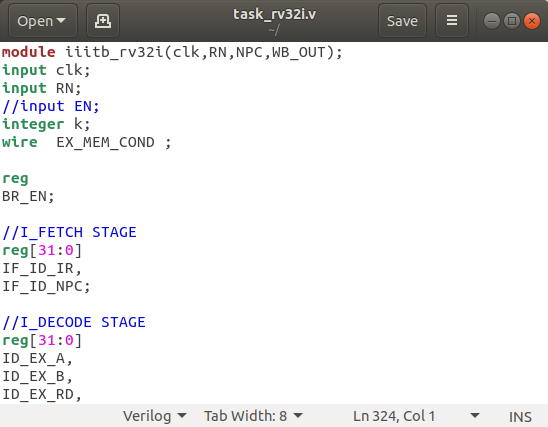 Open
task_rv32i.v
~/
Save
module iiitb_rv32i(clk,RN,NPC,WB_OUT);
input clk;
input RN;
//input EN;
integer k;
wire  EX_MEM_COND ;
reg
BR_EN;
//I_FETCH STAGE
reg[31:0]
IF_ID_IR,
IF_ID_NPC;
//I_DECODE STAGE
reg[31:0]
ID_EX_A,
ID_EX_B,
ID_EX_RD,
Verilog Tab Width: 8 Ln 324, Col 1 INS